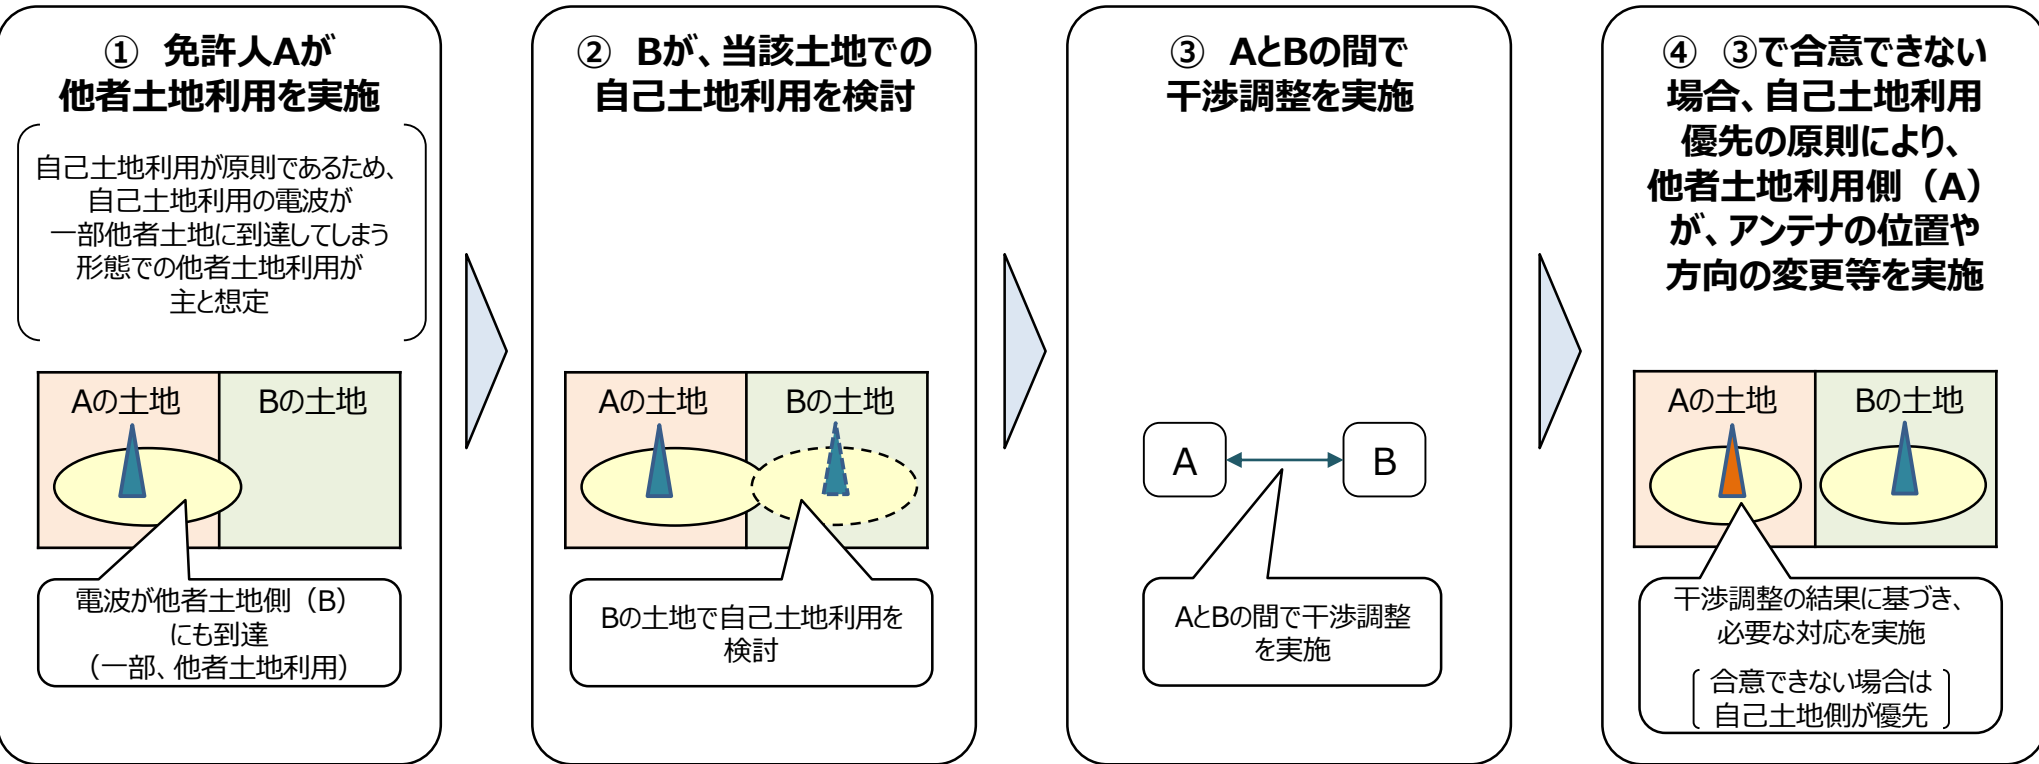 ① 免許人Aが
他者土地利用を実施
自己土地利用が原則であるため、
自己土地利用の電波が
一部他者土地に到達してしまう
形態での他者土地利用が
主と想定
Aの土地
Bの土地
電波が他者土地側（B）
にも到達
（一部、他者土地利用）
② Bが、当該土地での
自己土地利用を検討
Aの土地
Bの土地
Bの土地で自己土地利用を
検討
③ AとBの間で
干渉調整を実施
A
B
AとBの間で干渉調整
を実施
④ ③で合意できない
場合、自己土地利用
優先の原則により、
他者土地利用側（A）
が、アンテナの位置や
方向の変更等を実施
Aの土地
Bの土地
干渉調整の結果に基づき、
必要な対応を実施
合意できない場合は
自己土地側が優先